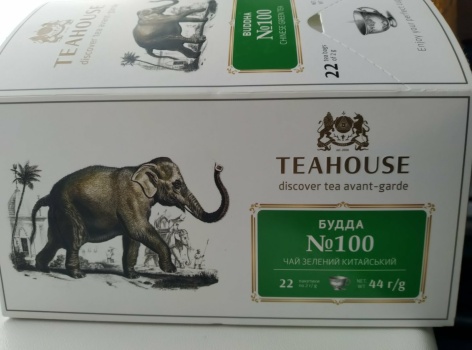 TEAHOUSE
discover tea avant-garde
BUDDHA
№100
CHINESE GREEN TEA
22
Enjoy
TEAHOUSE
discover tea avant-garde
БУДДА
№100
ЧАЙ ЗЕЛЕНИЙ КИТАЙСЬКИЙ
22
44 г/g